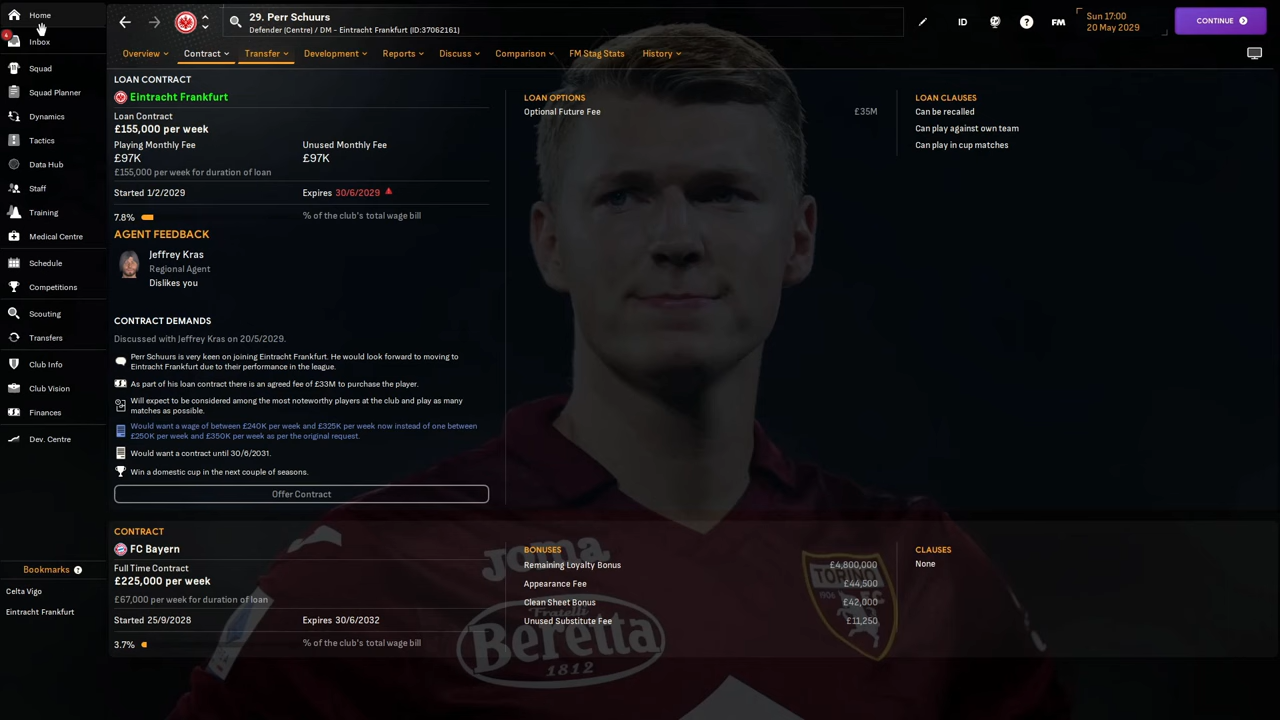 Home
29. Perr Schuurs
Defender (Centre) / DM - Eintracht Frankfurt (ID:37062161)
ID
FM
Sun 17:00
20 May 2029
CONTINUE
Inbox
Overview
Contract
Transfer
Development
Reports
Discuss
Comparison
FM Stag Stats
History
Squad
Squad Planner
Dynamics
Tactics
Data Hub
Staff
Training
Medical Centre
Schedule
Competitions
Scouting
Transfers
Club Info
Club Vision
Finances
Dev. Centre
Bookmarks
Celta Vigo
Eintracht Frankfurt
LOAN CONTRACT
Eintracht Frankfurt
Loan Contract
£155,000 per week
Playing Monthly Fee
Unused Monthly Fee
£97K
£97K
£155,000 per week for duration of loan
Started 1/2/2029
Expires 30/6/2029
7.8%
% of the club's total wage bill
LOAN OPTIONS
Optional Future Fee
£35M
LOAN CLAUSES
Can be recalled
Can play against own team
Can play in cup matches
AGENT FEEDBACK
Jeffrey Kras
Regional Agent
Dislikes you
CONTRACT DEMANDS
Discussed with Jeffrey Kras on 20/5/2029.
Perr Schuurs is very keen on joining Eintracht Frankfurt. He would look forward to moving to
Eintracht Frankfurt due to their performance in the league.
As part of his loan contract there is an agreed fee of £33M to purchase the player.
Will expect to be considered among the most noteworthy players at the club and play as many
matches as possible.
Would want a wage of between £240K per week and £325K per week now instead of one between
£250K per week and £350K per week as per the original request.
Would want a contract until 30/6/2031.
Win a domestic cup in the next couple of seasons.
Offer Contract
CONTRACT
FC Bayern
Full Time Contract
£225,000 per week
£67,000 per week for duration of loan
Started 25/9/2028
Expires 30/6/2032
3.7%
% of the club's total wage bill
BONUSES
Remaining Loyalty Bonus
£4,800,000
Appearance Fee
£44,500
Clean Sheet Bonus
£42,000
Unused Substitute Fee
£11,250
CLAUSES
None
Joma
Fratelli
Beretta
1812
TORINO